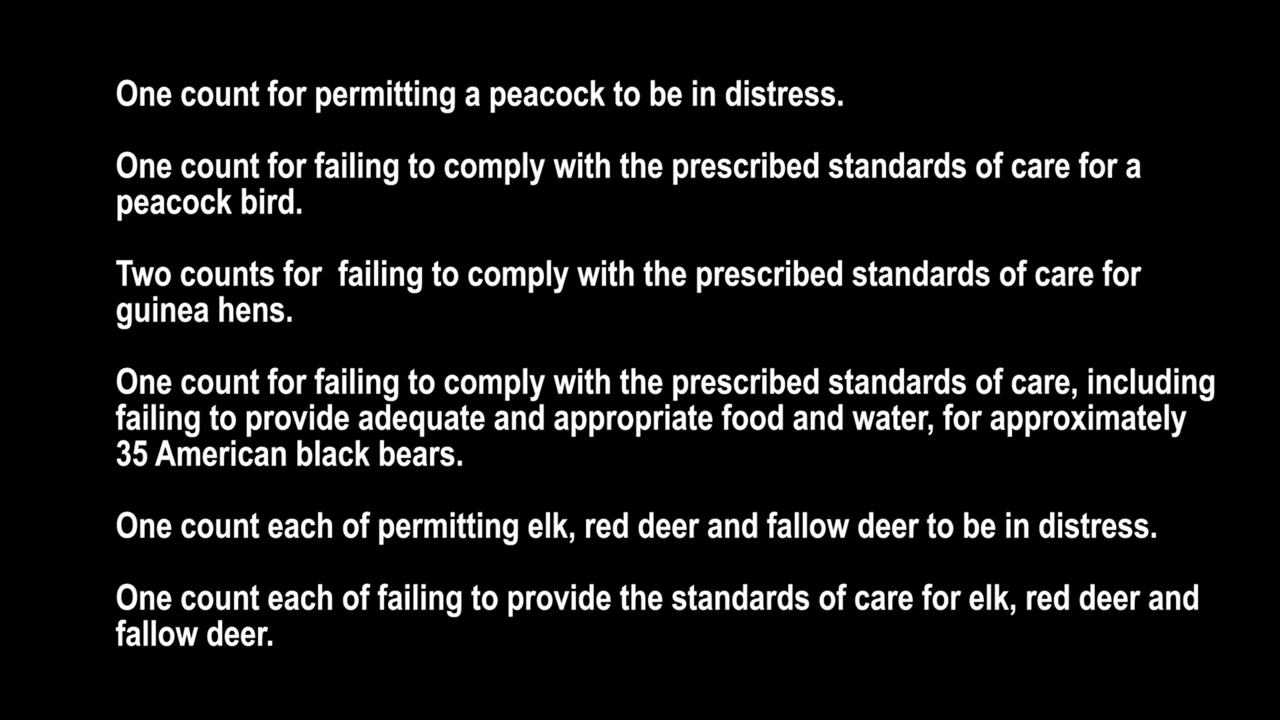 One count for permitting a peacock to be in distress.
One count for failing to comply with the prescribed standards of care for a
peacock bird.
Two counts for  failing to comply with the prescribed standards of care for
guinea hens.
One count for failing to comply with the prescribed standards of care, including
failing to provide adequate and appropriate food and water, for approximately
35 American black bears.
One count each of permitting elk, red deer and fallow deer to be in distress.
One count each of failing to provide the standards of care for elk, red deer and
fallow deer.